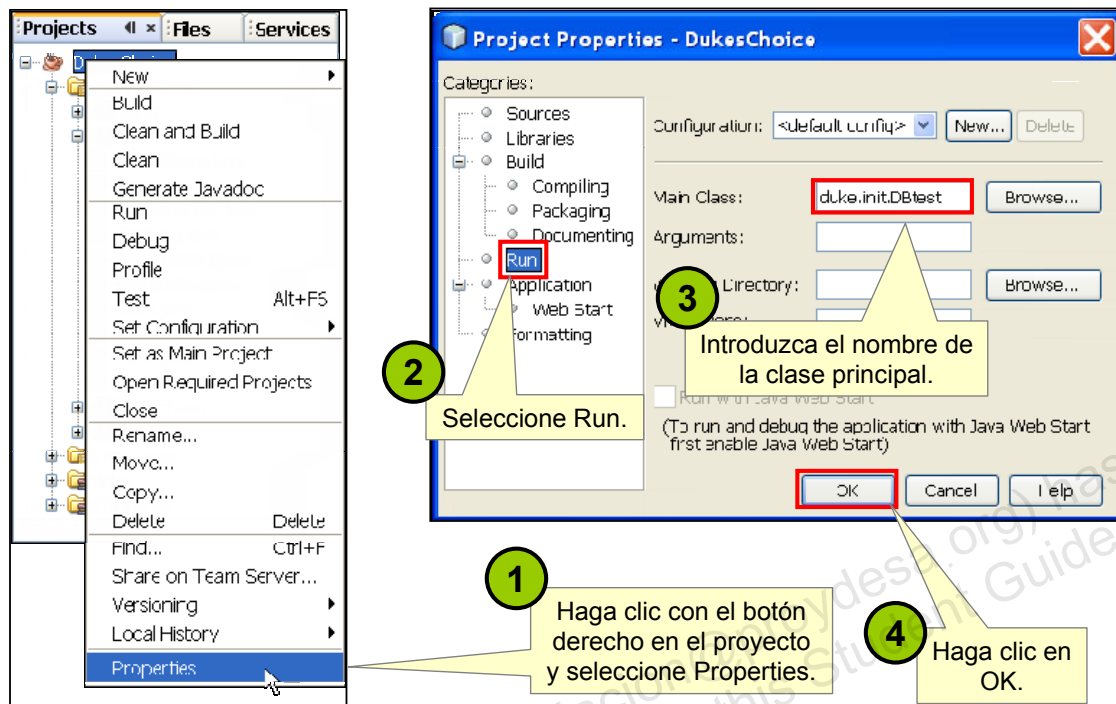 Projects
Files
Services
New
Build
Clean and Build
Clean
Generate Javadoc
Run
Debug
Profile
Test Alt+F6
Set Configuration
Set as Main Project
Open Required Projects
Close
Rename...
Move...
Copy...
Delete Delete
Find... Ctrl+F
Share on Team Server...
Versioning
Local History
Properties
Project Properties - DukesChoice
Categories:
Sources
Libraries
Build
Compiling
Packaging
Documenting
Run
Application
Web Start
Formatting
Configuration: <default config> New... Delete
Main Class: duke.init.DBtest Browse...
Arguments:
Directory: Browse...
Run with Java Web Start
(To run and debug the application with Java Web Start
first enable Java Web Start)
OK Cancel Help
1
Haga clic con el botón
derecho en el proyecto
y seleccione Properties.
2
Seleccione Run.
3
Introduzca el nombre de
la clase principal.
4
Haga clic en
OK.